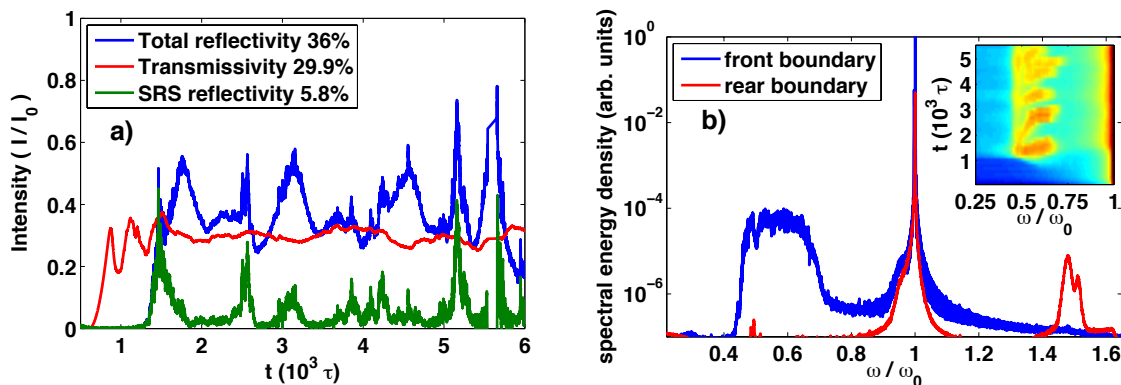 1
0.8
0.6
0.4
0.2
0
Intensity ( I / I0 )
Total reflectivity 36%
Transmissivity 29.9%
SRS reflectivity 5.8%
a)
1 2 3 4 5 6
t (10³ τ)
spectral energy density (arb. units)
10⁰
10⁻²
10⁻⁴
10⁻⁶
front boundary
rear boundary
b)
t (10³ τ)
5
4
3
2
1
0.25 0.5 0.75 1
ω / ω0
0.4 0.6 0.8 1 1.2 1.4 1.6
ω / ω0